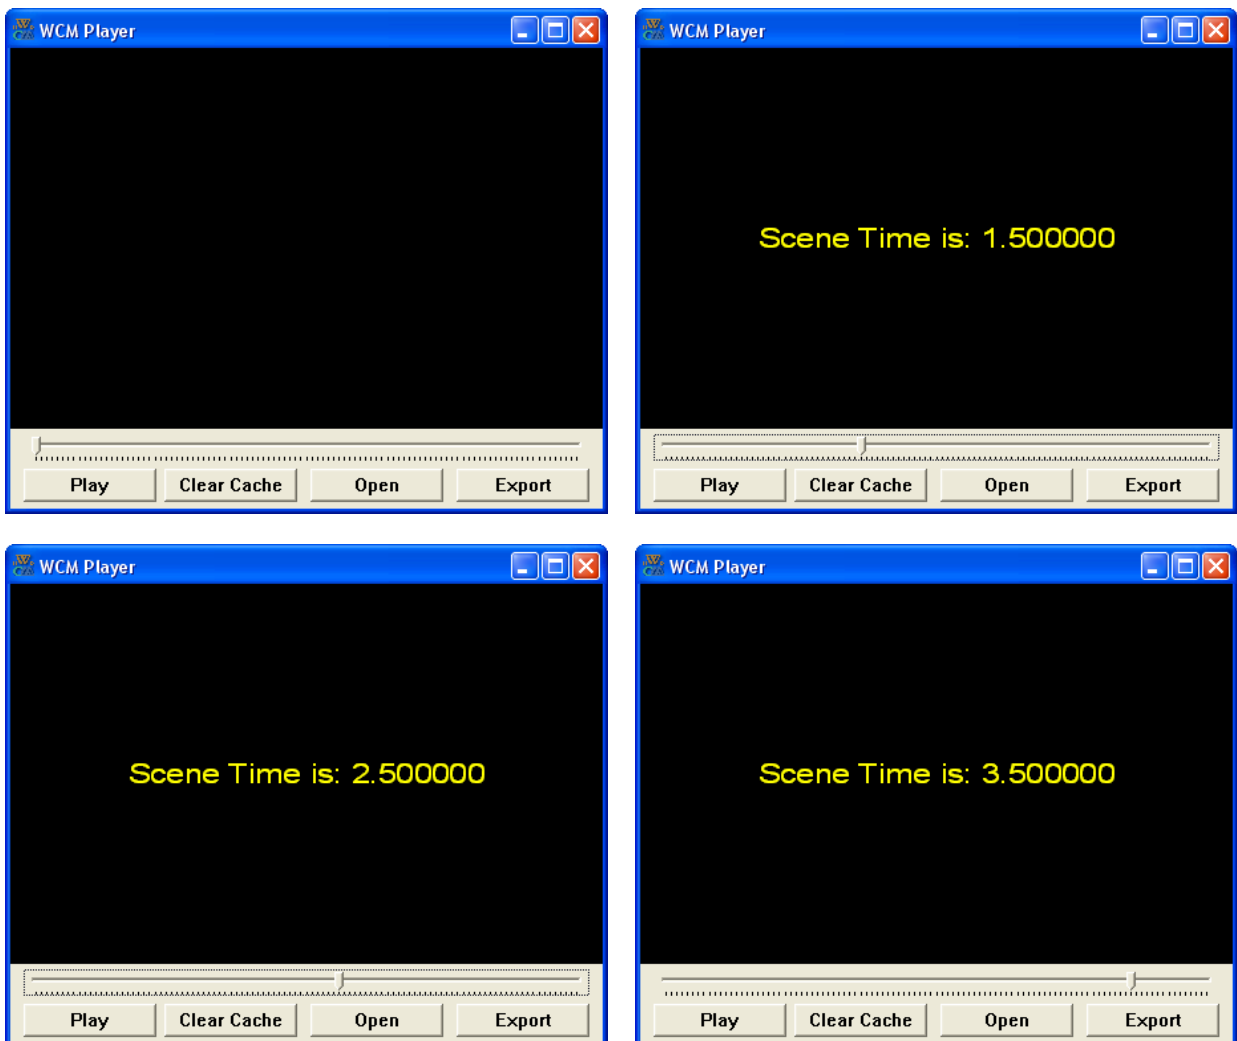 WCM Player
Play Clear Cache Open Export
WCM Player
Scene Time is: 1.500000
Play Clear Cache Open Export
WCM Player
Scene Time is: 2.500000
Play Clear Cache Open Export
WCM Player
Scene Time is: 3.500000
Play Clear Cache Open Export